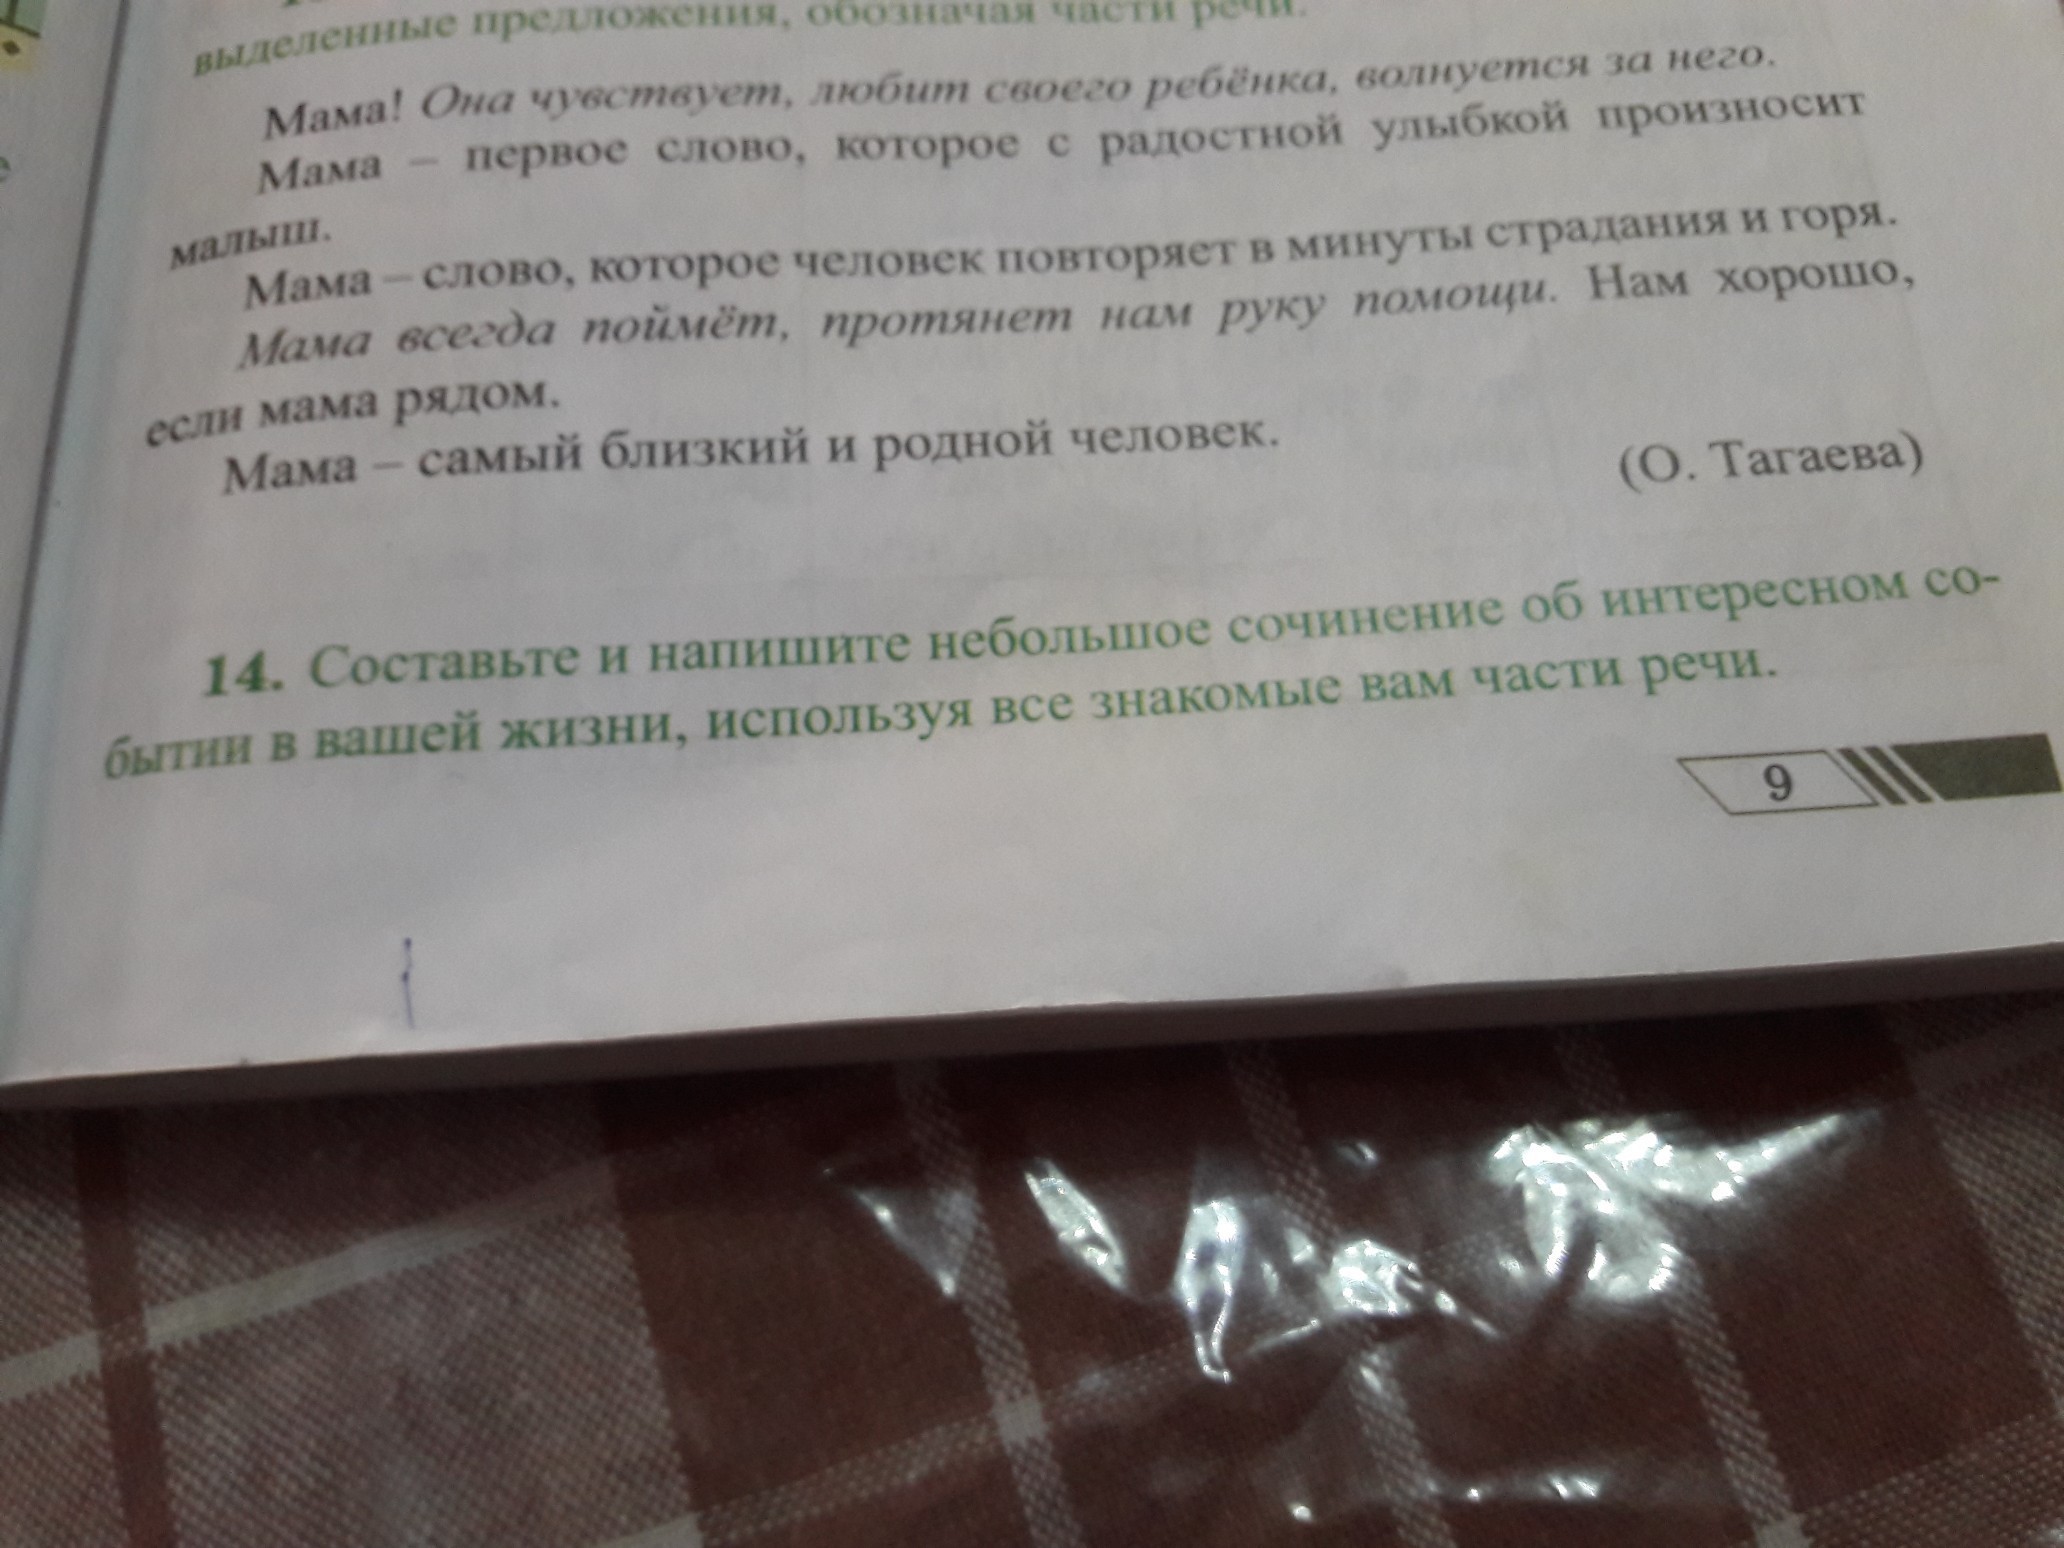 выделенные предложения, обозначая части речи.
Мама! Она чувствует, любит своего ребёнка, волнуется за него.
Мама – первое слово, которое с радостной улыбкой произносит
малыш.
Мама – слово, которое человек повторяет в минуты страдания и горя.
Мама всегда поймёт, протянет нам руку помощи. Нам хорошо,
если мама рядом.
Мама – самый близкий и родной человек.
(О. Тагаева)
14. Составьте и напишите небольшое сочинение об интересном со-
бытии в вашей жизни, используя все знакомые вам части речи.
9